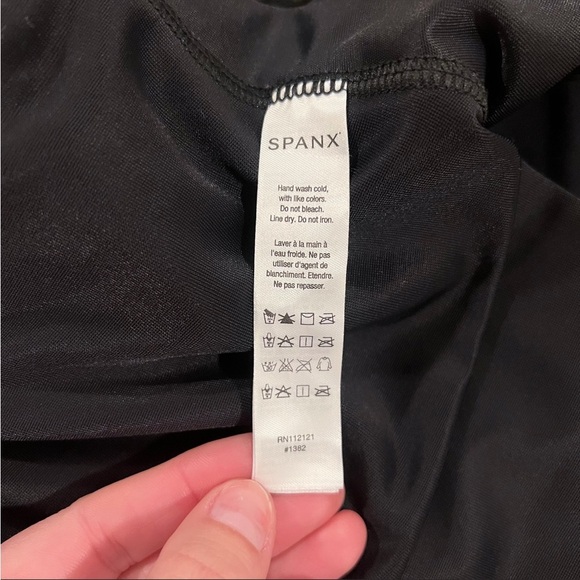 SPANX
Hand wash cold,
with like colors.
Do not bleach.
Line dry. Do not iron.
Laver à la main à
l'eau froide. Ne pas
utiliser d'agent de
blanchiment. Etendre.
Ne pas repasser.
RN112121
#1382